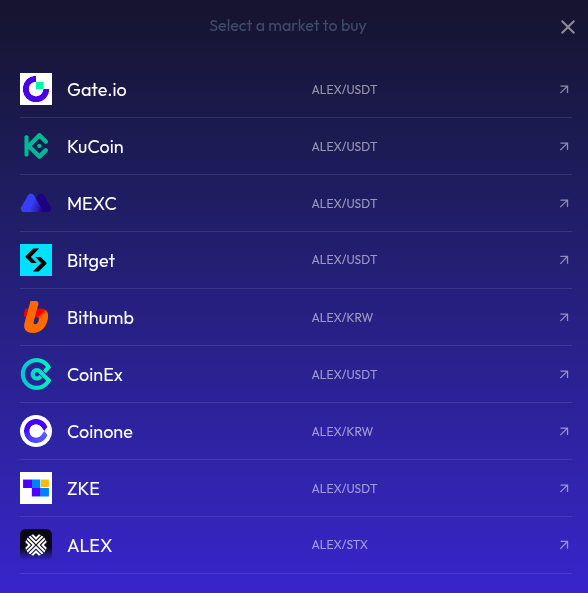 Select a market to buy
Gate.io ALEX/USDT
KuCoin ALEX/USDT
MEXC ALEX/USDT
Bitget ALEX/USDT
Bithumb ALEX/KRW
CoinEx ALEX/USDT
Coinone ALEX/KRW
ZKE ALEX/USDT
ALEX ALEX/STX